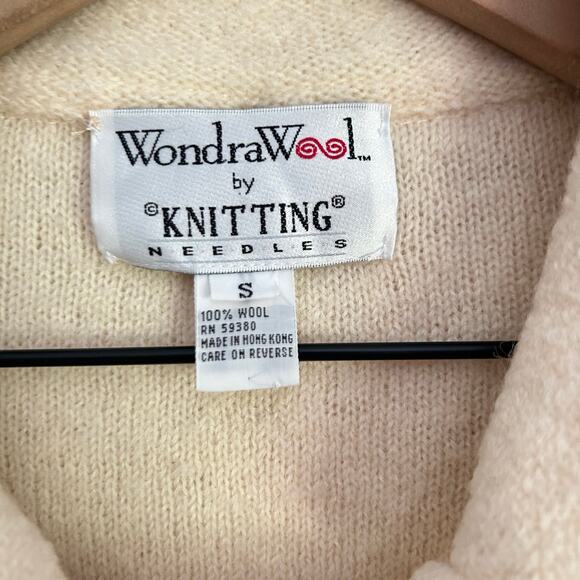 WondraWool™
by
©KNITTING®
NEEDLES
S
100% WOOL
RN 59380
MADE IN HONG KONG
CARE ON REVERSE